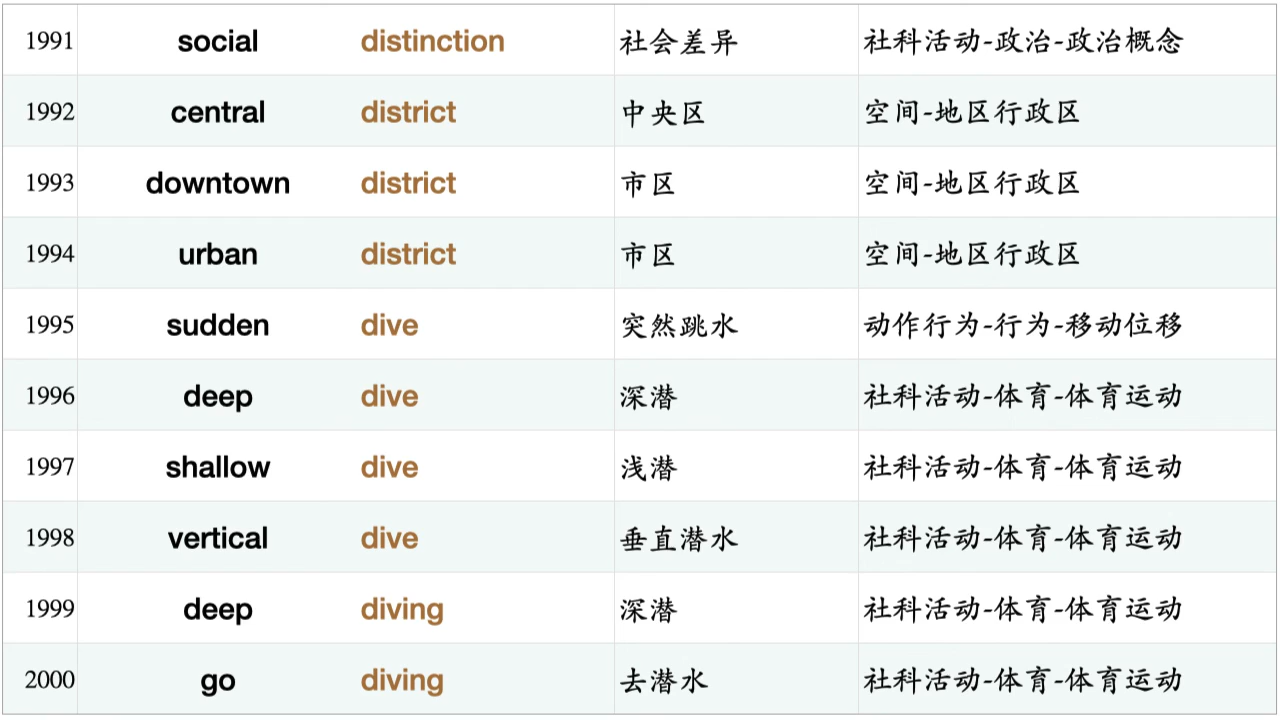 1991 social distinction 社会差异 社科活动-政治-政治概念
1992 central district 中央区 空间-地区行政区
1993 downtown district 市区 空间-地区行政区
1994 urban district 市区 空间-地区行政区
1995 sudden dive 突然跳水 动作行为-行为-移动位移
1996 deep dive 深潜 社科活动-体育-体育运动
1997 shallow dive 浅潜 社科活动-体育-体育运动
1998 vertical dive 垂直潜水 社科活动-体育-体育运动
1999 deep diving 深潜 社科活动-体育-体育运动
2000 go diving 去潜水 社科活动-体育-体育运动